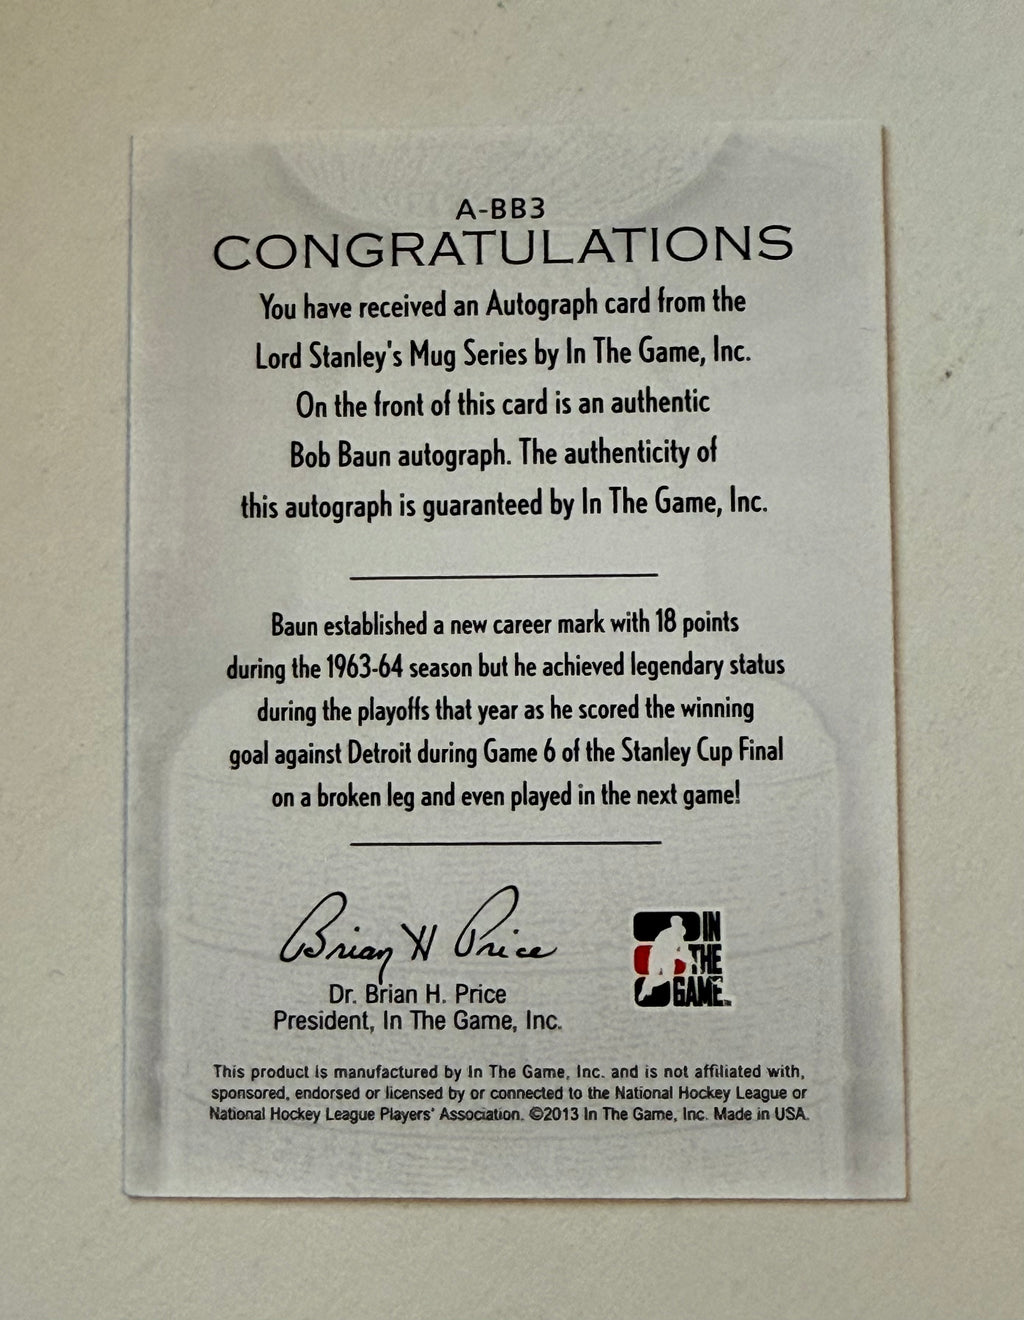 A-BB3
CONGRATULATIONS
You have received an Autograph card from the
Lord Stanley's Mug Series by In The Game, Inc.
On the front of this card is an authentic
Bob Baun autograph. The authenticity of
this autograph is guaranteed by In The Game, Inc.
Baun established a new career mark with 18 points
during the 1963-64 season but he achieved legendary status
during the playoffs that year as he scored the winning
goal against Detroit during Game 6 of the Stanley Cup Final
on a broken leg and even played in the next game!
Brian H Price
Dr. Brian H. Price
President, In The Game, Inc.
IN
THE
GAME.
This product is manufactured by In The Game, Inc. and is not affiliated with,
sponsored, endorsed or licensed by or connected to the National Hockey League or
National Hockey League Players' Association. ©2013 In The Game, Inc. Made in USA.